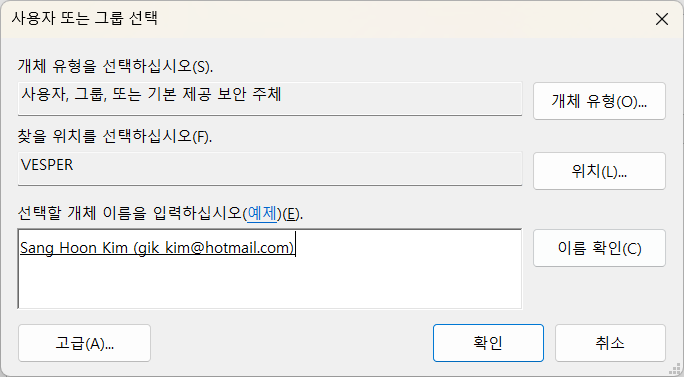 사용자 또는 그룹 선택
개체 유형을 선택하십시오(S).
사용자, 그룹, 또는 기본 제공 보안 주체
개체 유형(O)...
찾을 위치를 선택하십시오(F).
VESPER
위치(L)...
선택할 개체 이름을 입력하십시오(예제)(E).
Sang Hoon Kim (gik_kim@hotmail.com)
이름 확인(C)
고급(A)...
확인
취소